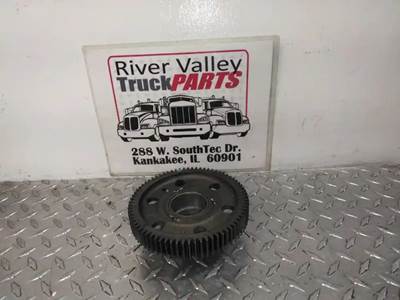 River Valley
TruckPARTS
288 W. SouthTec Dr.
Kankakee, IL 60901